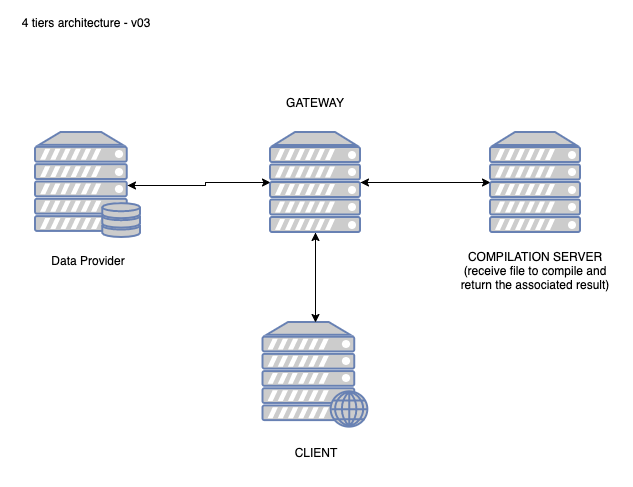 4 tiers architecture - v03
GATEWAY
Data Provider
COMPILATION SERVER
(receive file to compile and
return the associated result)
CLIENT